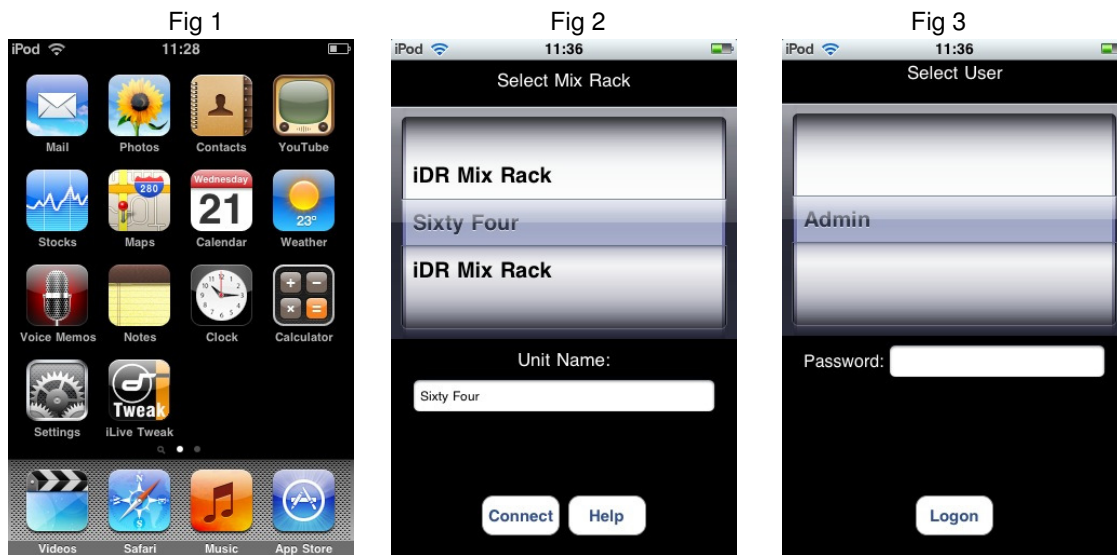 Fig 1
iPod 11:28
Mail Photos Contacts YouTube
280
Wednesday
21
23°
Stocks Maps Calendar Weather
Voice Memos Notes Clock Calculator
Tweak
Settings iLive Tweak
Videos Safari Music App Store
Fig 2
iPod 11:36
Select Mix Rack
iDR Mix Rack
Sixty Four
iDR Mix Rack
Unit Name:
Sixty Four
Connect Help
Fig 3
iPod 11:36
Select User
Admin
Password:
Logon